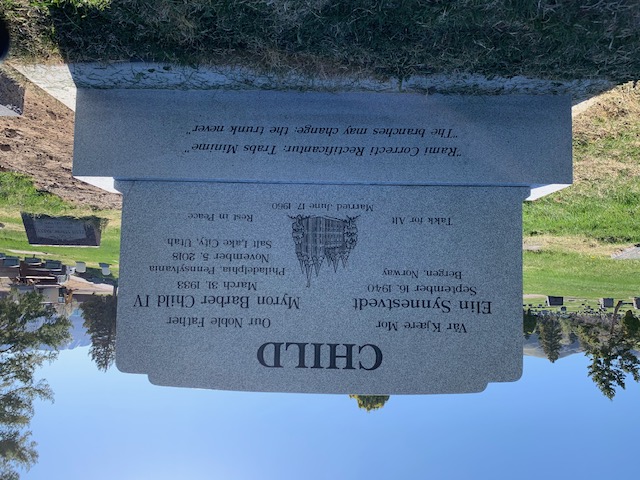 CHILD
Vår Kjære Mor
Elin Synnestvedt
September 16, 1940
Bergen, Norway
Takk for Alt
Our Noble Father
Myron Barber Child IV
March 31, 1933
Philadelphia, Pennsylvania
November 5, 2018
Salt Lake City, Utah
Rest in Peace
Married June 17, 1960
"Rami Correcti Rectificantur: Trabs Minime"
"The branches may change: the trunk never"